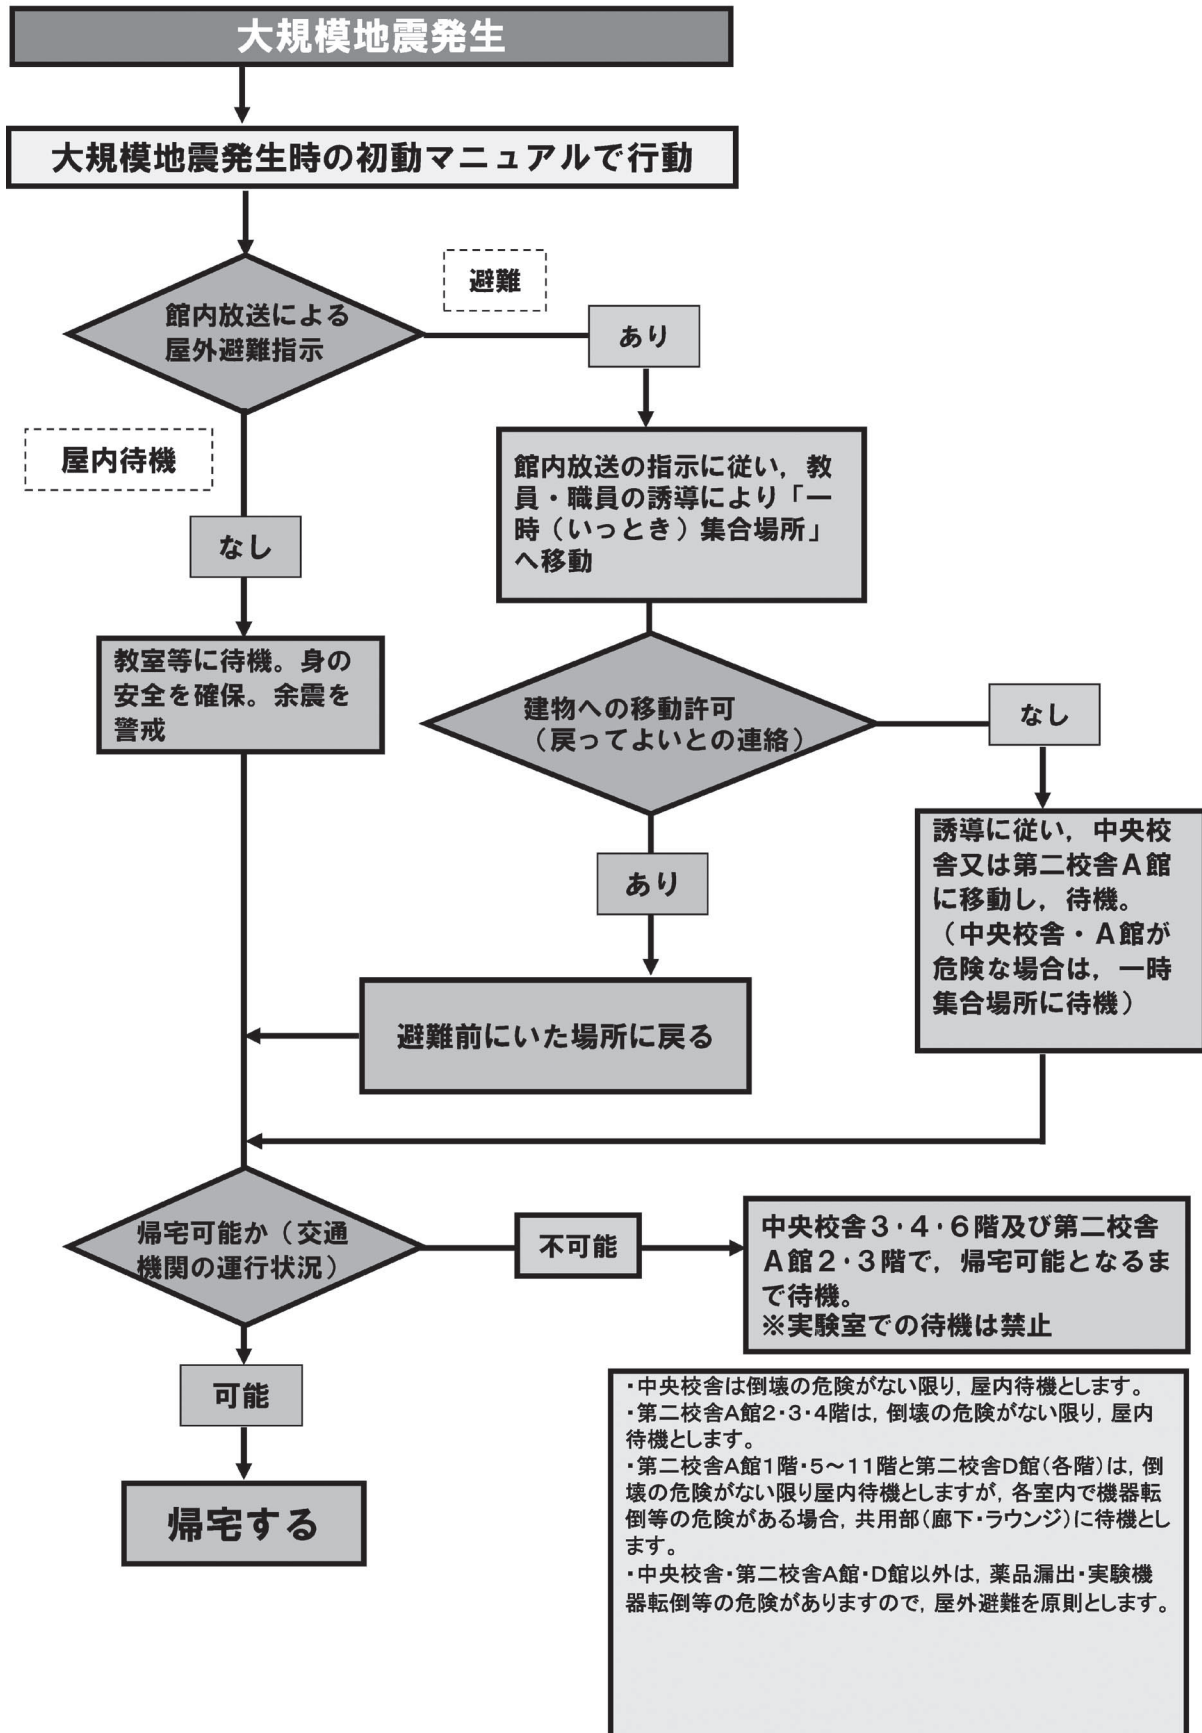 大規模地震発生
大規模地震発生時の初動マニュアルで行動
館内放送による
屋外避難指示
避難
あり
屋内待機
なし
館内放送の指示に従い，教
員・職員の誘導により「一
時（いっとき）集合場所」
へ移動
教室等に待機。身の
安全を確保。余震を
警戒
建物への移動許可
（戻ってよいとの連絡）
なし
あり
誘導に従い，中央校
舎又は第二校舎Ａ館
に移動し，待機。
（中央校舎・Ａ館が
危険な場合は，一時
集合場所に待機）
避難前にいた場所に戻る
帰宅可能か（交通
機関の運行状況）
不可能
中央校舎３・４・６階及び第二校舎
Ａ館２・３階で，帰宅可能となるま
で待機。
※実験室での待機は禁止
可能
帰宅する
・中央校舎は倒壊の危険がない限り，屋内待機とします。
・第二校舎A館2・3・4階は，倒壊の危険がない限り，屋内
待機とします。
・第二校舎A館1階・5～11階と第二校舎D館（各階）は，倒
壊の危険がない限り屋内待機としますが，各室内で機器転
倒等の危険がある場合，共用部（廊下・ラウンジ）に待機とし
ます。
・中央校舎・第二校舎A館・D館以外は，薬品漏出・実験機
器転倒等の危険がありますので，屋外避難を原則とします。